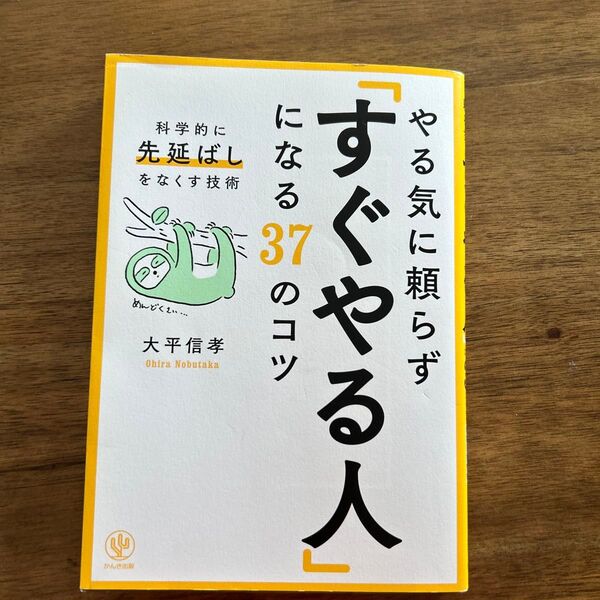 やる気に頼らず
「すぐやる人」
になる37のコツ
科学的に
先延ばし
をなくす技術
めんどくさい…
大平信孝
Ohira Nobutaka
かんき出版